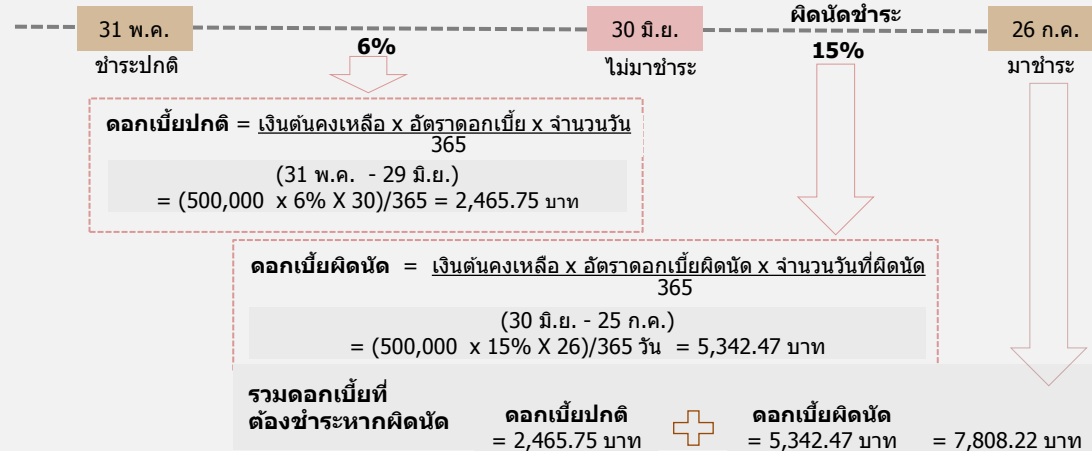 31 พ.ค.
ชำระปกติ
6%
30 มิ.ย.
ไม่มาชำระ
ผิดนัดชำระ
15%
26 ก.ค.
มาชำระ
ดอกเบี้ยปกติ = เงินต้นคงเหลือ x อัตราดอกเบี้ย x จำนวนวัน
365
(31 พ.ค. - 29 มิ.ย.)
= (500,000 x 6% X 30)/365 = 2,465.75 บาท
ดอกเบี้ยผิดนัด = เงินต้นคงเหลือ x อัตราดอกเบี้ยผิดนัด x จำนวนวันที่ผิดนัด
365
(30 มิ.ย. - 25 ก.ค.)
= (500,000 x 15% X 26)/365 วัน = 5,342.47 บาท
รวมดอกเบี้ยที่
ต้องชำระหากผิดนัด
ดอกเบี้ยปกติ
= 2,465.75 บาท
ดอกเบี้ยผิดนัด
= 5,342.47 บาท
= 7,808.22 บาท